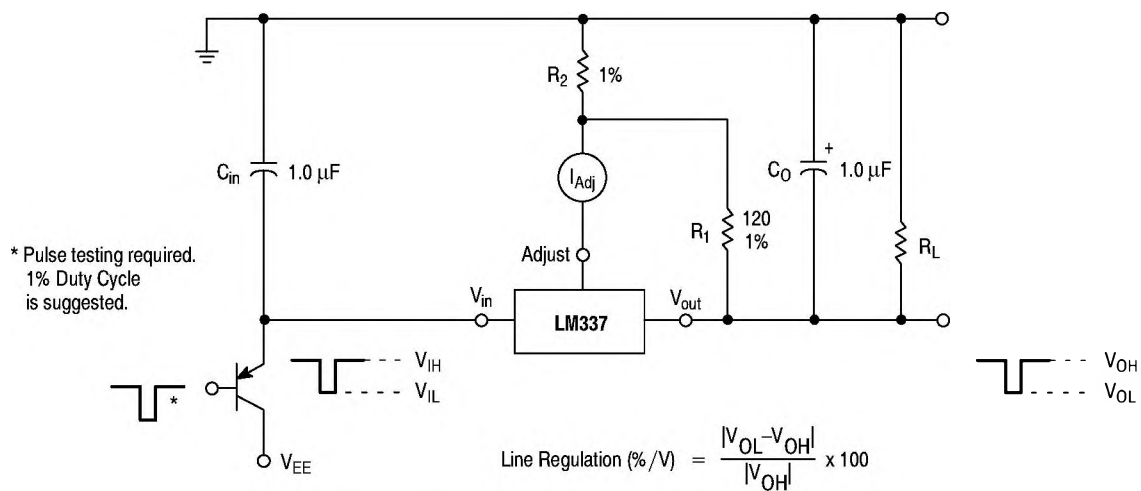 R2 1%
Cin 1.0 μF
IAdj
CO + 1.0 μF
R1 120 1%
RL
* Pulse testing required.
1% Duty Cycle
is suggested.
Adjust
Vin
LM337
Vout
VIH
VIL
*
VEE
VOH
VOL
Line Regulation (%/V) = |VOL–VOH| / |VOH| x 100